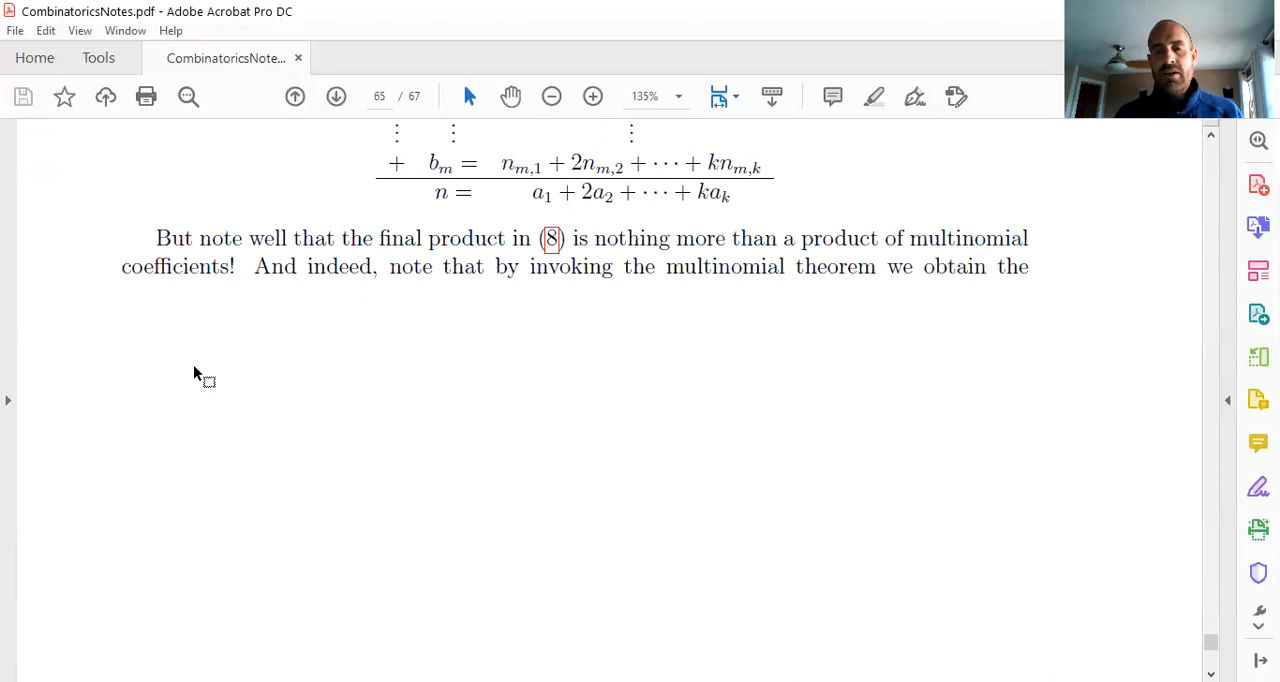 CombinatoricsNotes.pdf - Adobe Acrobat Pro DC
File Edit View Window Help
Home Tools CombinatoricsNote... ×
65 / 67 135%
⋮ ⋮ ⋮
+ b_m = n_{m,1} + 2n_{m,2} + ⋯ + kn_{m,k}
n = a_1 + 2a_2 + ⋯ + ka_k
But note well that the final product in (8) is nothing more than a product of multinomial
coefficients! And indeed, note that by invoking the multinomial theorem we obtain the